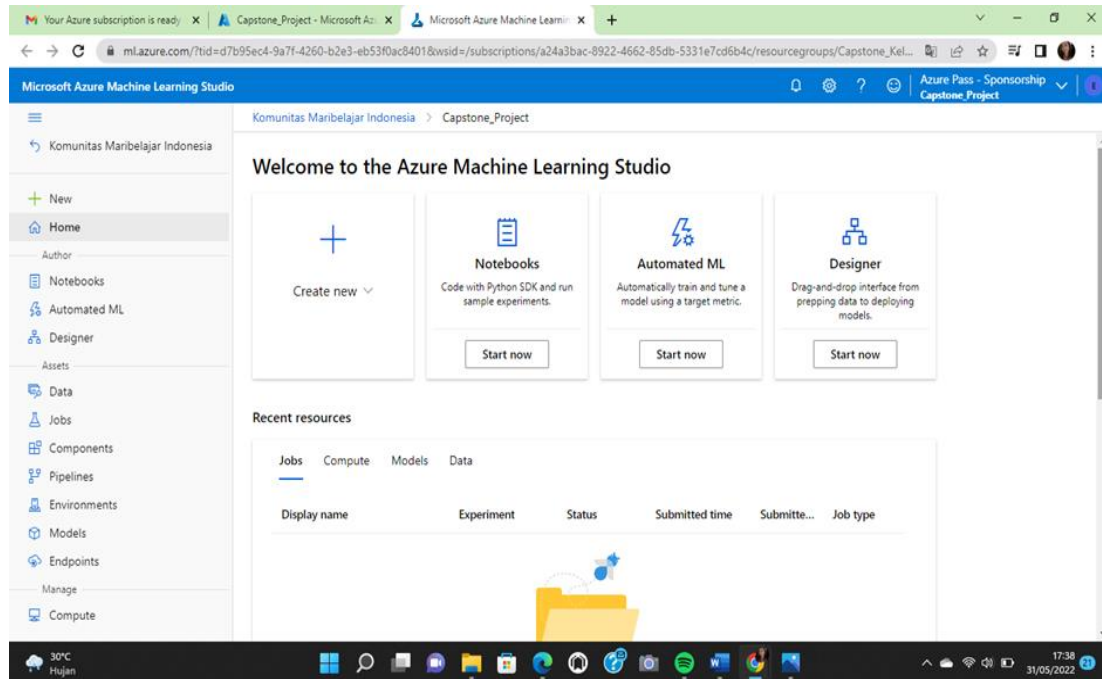 Your Azure subscription is ready
Capstone_Project - Microsoft Az
Microsoft Azure Machine Learnin
ml.azure.com/?tid=d7b95ec4-9a7f-4260-b2e3-eb53f0ac8401&wsid=/subscriptions/a24a3bac-8922-4662-85db-5331e7cd6b4c/resourcegroups/Capstone_Kel...
Microsoft Azure Machine Learning Studio
Azure Pass - Sponsorship
Capstone_Project
Komunitas Maribelajar Indonesia
New
Home
Author
Notebooks
Automated ML
Designer
Assets
Data
Jobs
Components
Pipelines
Environments
Models
Endpoints
Manage
Compute
Komunitas Maribelajar Indonesia > Capstone_Project
Welcome to the Azure Machine Learning Studio
Create new
Notebooks
Code with Python SDK and run
sample experiments.
Start now
Automated ML
Automatically train and tune a
model using a target metric.
Start now
Designer
Drag-and-drop interface from
prepping data to deploying
models.
Start now
Recent resources
Jobs Compute Models Data
Display name Experiment Status Submitted time Submitte... Job type
30°C
Hujan
17:38
31/05/2022
21